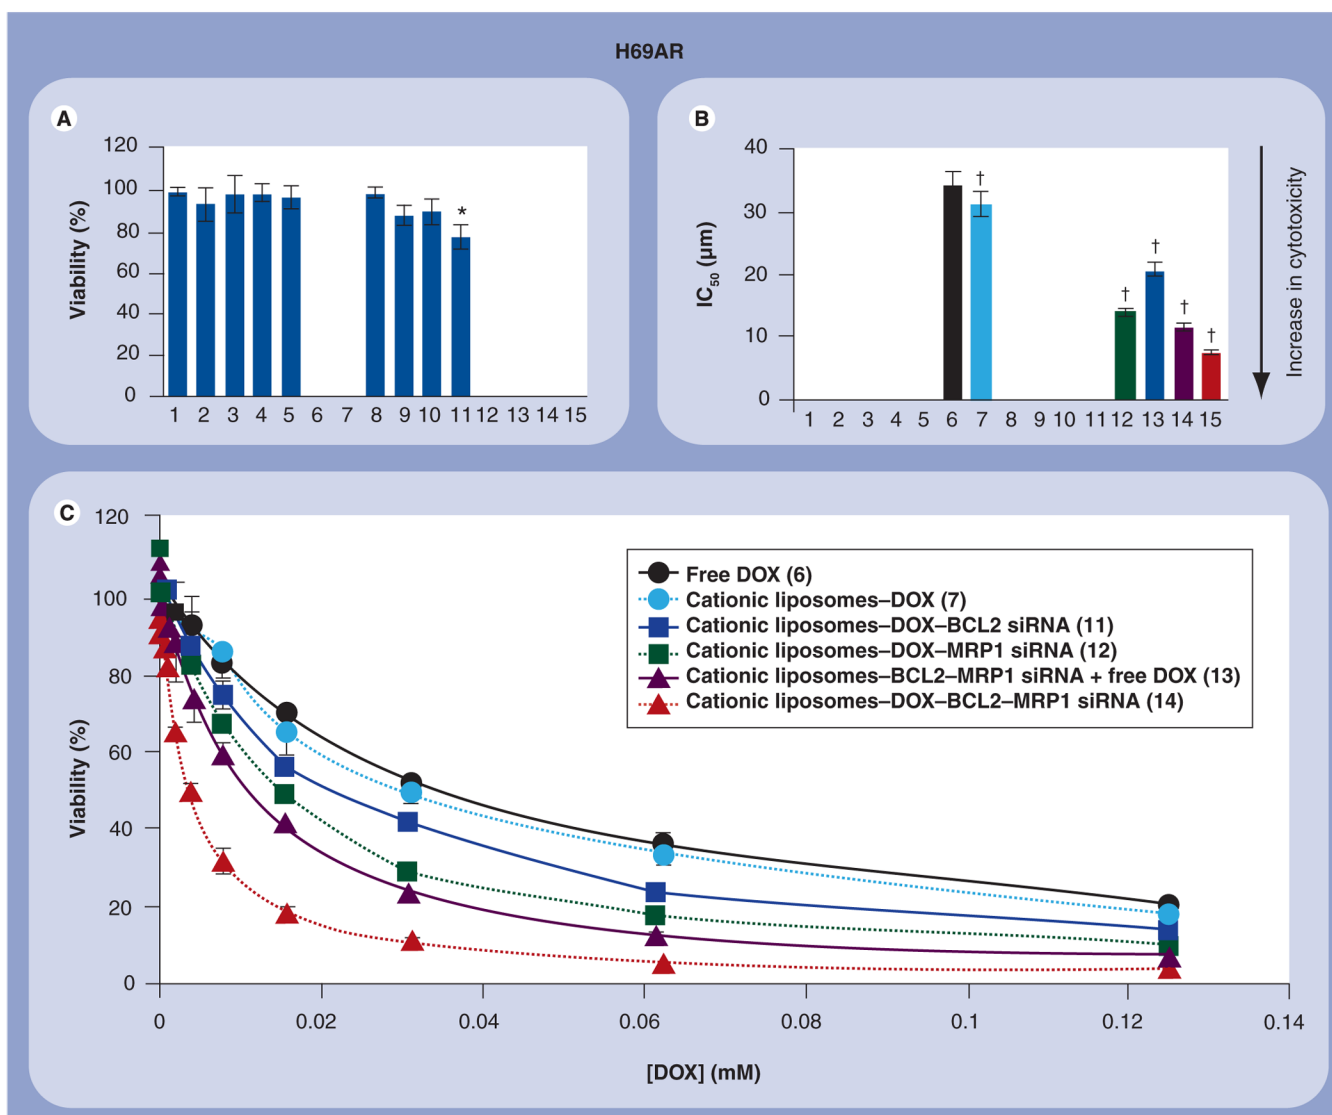 H69AR
A
120
100
80
60
40
20
0
Viability (%)
*
1 2 3 4 5 6 7 8 9 10 11 12 13 14 15
B
40
30
20
10
0
IC50 (µm)
†
†
†
†
†
1 2 3 4 5 6 7 8 9 10 11 12 13 14 15
Increase in cytotoxicity
C
120
100
80
60
40
20
0
Viability (%)
Free DOX (6)
Cationic liposomes–DOX (7)
Cationic liposomes–DOX–BCL2 siRNA (11)
Cationic liposomes–DOX–MRP1 siRNA (12)
Cationic liposomes–BCL2–MRP1 siRNA + free DOX (13)
Cationic liposomes–DOX–BCL2–MRP1 siRNA (14)
0 0.02 0.04 0.06 0.08 0.1 0.12 0.14
[DOX] (mM)